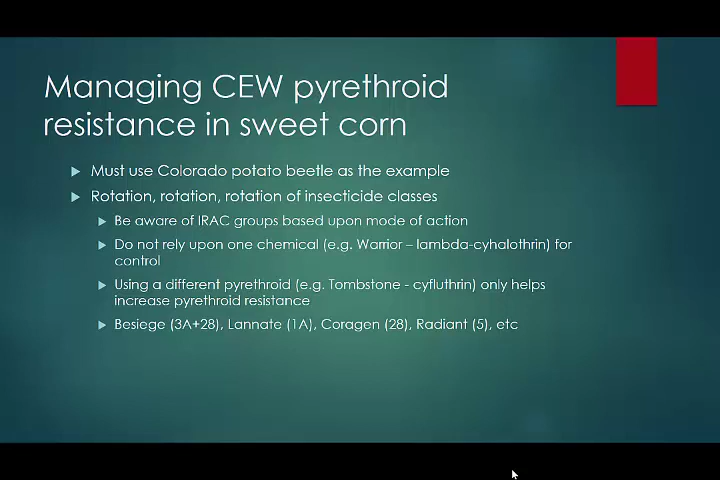 Managing CEW pyrethroid
resistance in sweet corn
Must use Colorado potato beetle as the example
Rotation, rotation, rotation of insecticide classes
Be aware of IRAC groups based upon mode of action
Do not rely upon one chemical (e.g. Warrior – lambda-cyhalothrin) for
control
Using a different pyrethroid (e.g. Tombstone - cyfluthrin) only helps
increase pyrethroid resistance
Besiege (3A+28), Lannate (1A), Coragen (28), Radiant (5), etc